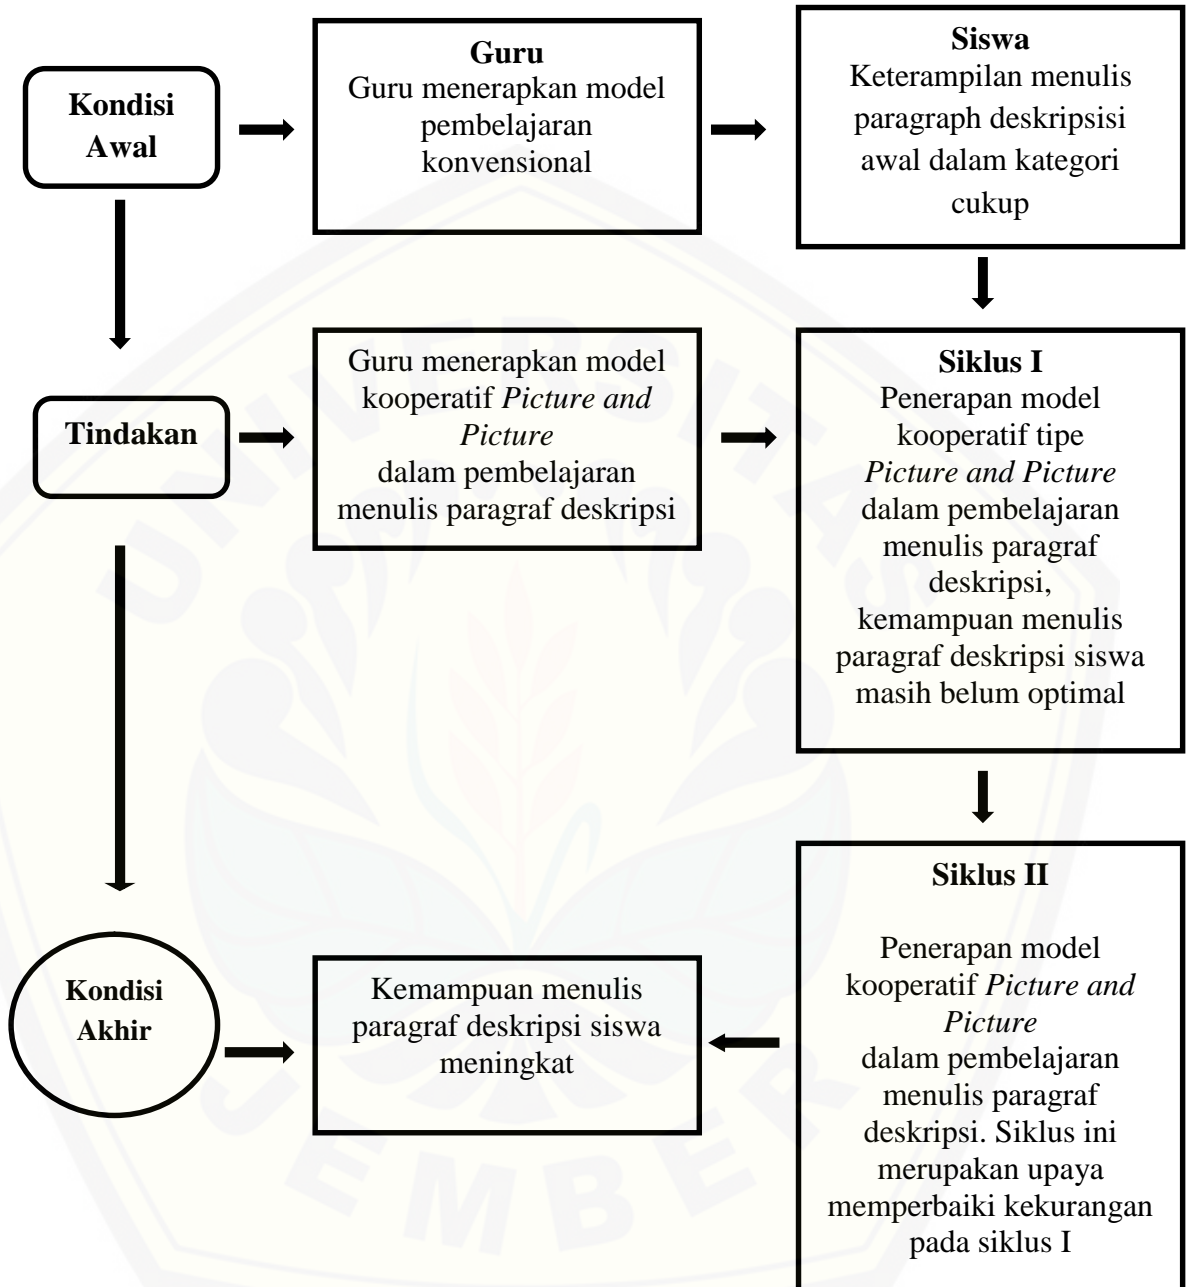 Kondisi
Awal
Guru
Guru menerapkan model
pembelajaran
konvensional
Siswa
Keterampilan menulis
paragraph deskripsisi
awal dalam kategori
cukup
Tindakan
Guru menerapkan model
kooperatif Picture and
Picture
dalam pembelajaran
menulis paragraf deskripsi
Siklus I
Penerapan model
kooperatif tipe
Picture and Picture
dalam pembelajaran
menulis paragraf
deskripsi,
kemampuan menulis
paragraf deskripsi siswa
masih belum optimal
Kondisi
Akhir
Kemampuan menulis
paragraf deskripsi siswa
meningkat
Siklus II
Penerapan model
kooperatif Picture and
Picture
dalam pembelajaran
menulis paragraf
deskripsi. Siklus ini
merupakan upaya
memperbaiki kekurangan
pada siklus I
UNIVERSITAS
JEMBER